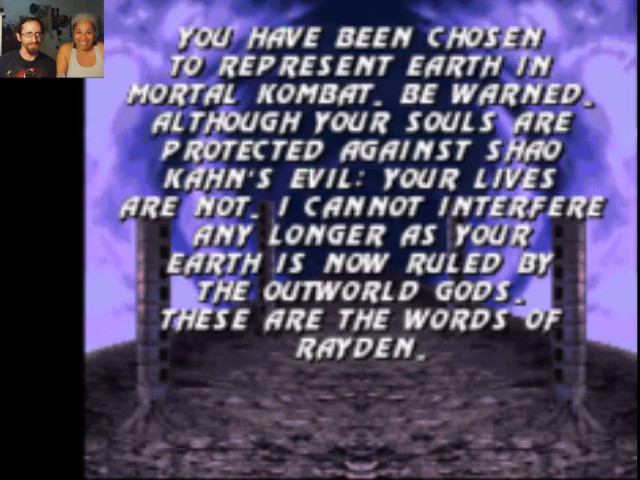 YOU HAVE BEEN CHOSEN
TO REPRESENT EARTH IN
MORTAL KOMBAT. BE WARNED.
ALTHOUGH YOUR SOULS ARE
PROTECTED AGAINST SHAO
KAHN'S EVIL: YOUR LIVES
ARE NOT. I CANNOT INTERFERE
ANY LONGER AS YOUR
EARTH IS NOW RULED BY
THE OUTWORLD GODS.
THESE ARE THE WORDS OF
RAYDEN.